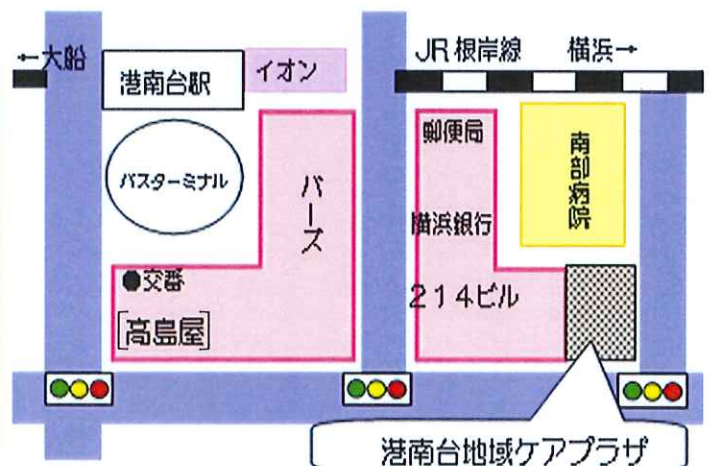 ←大船
港南台駅
イオン
JR根岸線
横浜→
バスターミナル
バーズ
郵便局
南部病院
横浜銀行
●交番
214ビル
[高島屋]
港南台地域ケアプラザ